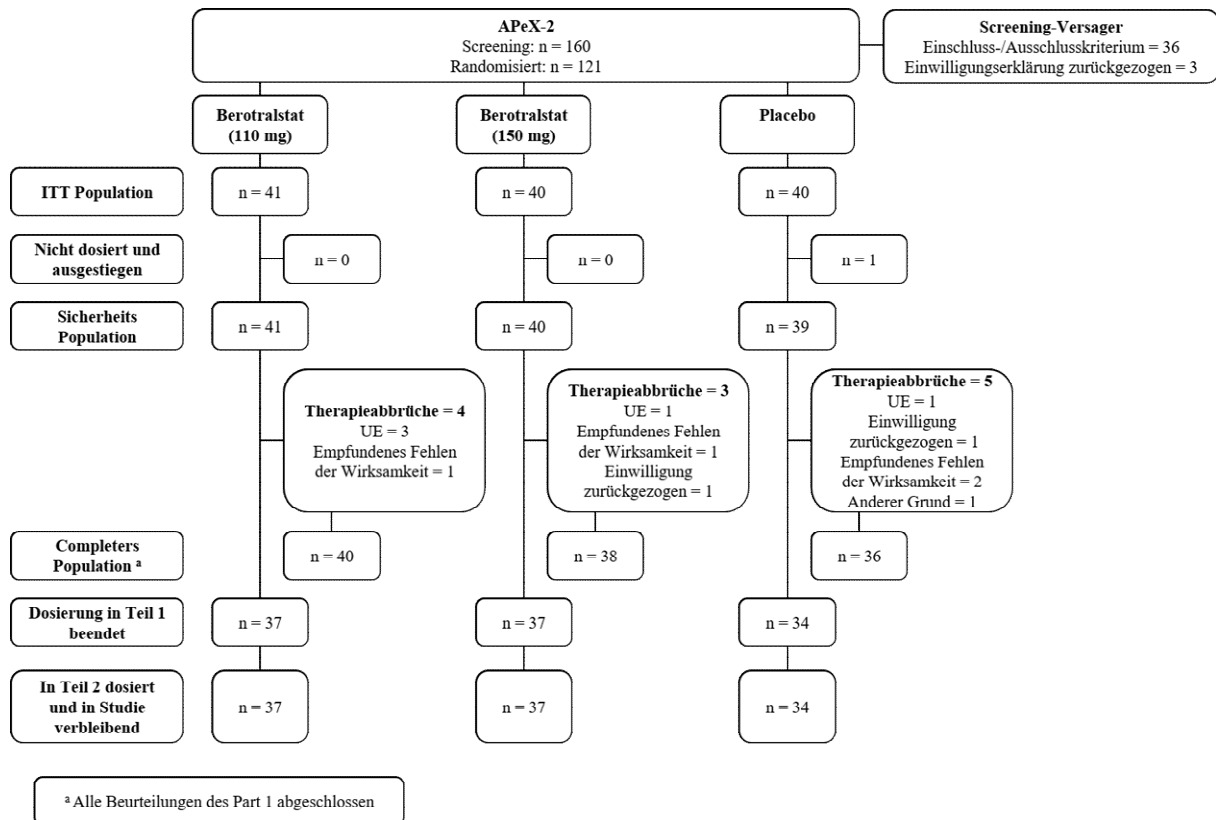 APeX-2
Screening: n = 160
Randomisiert: n = 121
Screening-Versager
Einschluss-/Ausschlusskriterium = 36
Einwilligungserklärung zurückgezogen = 3
Berotralstat
(110 mg)
Berotralstat
(150 mg)
Placebo
ITT Population
n = 41
n = 40
n = 40
Nicht dosiert und
ausgestiegen
n = 0
n = 0
n = 1
Sicherheits
Population
n = 41
n = 40
n = 39
Therapieabbrüche = 4
UE = 3
Empfundenes Fehlen
der Wirksamkeit = 1
Therapieabbrüche = 3
UE = 1
Empfundenes Fehlen
der Wirksamkeit = 1
Einwilligung
zurückgezogen = 1
Therapieabbrüche = 5
UE = 1
Einwilligung
zurückgezogen = 1
Empfundenes Fehlen
der Wirksamkeit = 2
Anderer Grund = 1
Completers
Population ᵃ
n = 40
n = 38
n = 36
Dosierung in Teil 1
beendet
n = 37
n = 37
n = 34
In Teil 2 dosiert
und in Studie
verbleibend
n = 37
n = 37
n = 34
ᵃ Alle Beurteilungen des Part 1 abgeschlossen